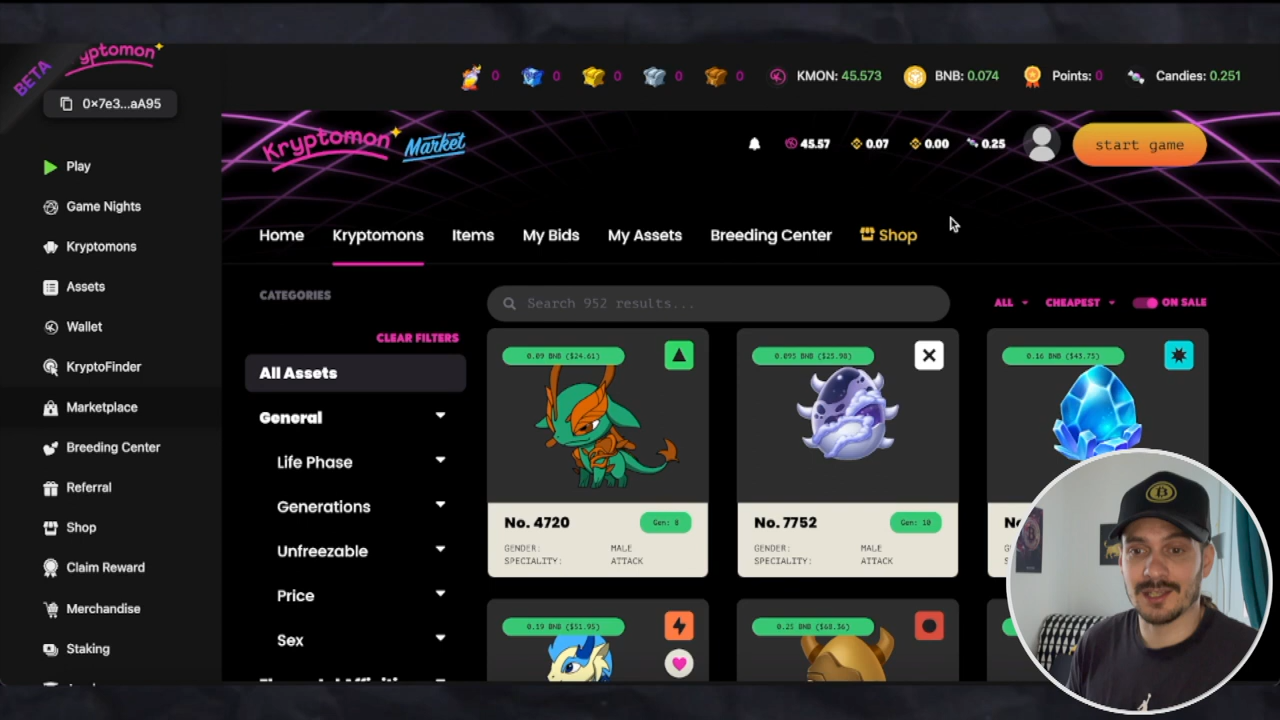 BETA
Kryptomon
0×7e3...aA95
0
0
0
0
0
KMON: 45.573
BNB: 0.074
Points: 0
Candies: 0.251
Play
Game Nights
Kryptomons
Assets
Wallet
KryptoFinder
Marketplace
Breeding Center
Referral
Shop
Claim Reward
Merchandise
Staking
Kryptomon Market
45.57
0.07
0.00
0.25
start game
Home
Kryptomons
Items
My Bids
My Assets
Breeding Center
Shop
CATEGORIES
CLEAR FILTERS
All Assets
General
Life Phase
Generations
Unfreezable
Price
Sex
Search 952 results...
ALL
CHEAPEST
ON SALE
0.09 BNB ($24.61)
No. 4720
Gen: 8
GENDER: MALE
SPECIALITY: ATTACK
0.095 BNB ($25.98)
No. 7752
Gen: 10
GENDER: MALE
SPECIALITY: ATTACK
0.16 BNB ($43.75)
0.19 BNB ($51.95)
0.25 BNB ($68.36)